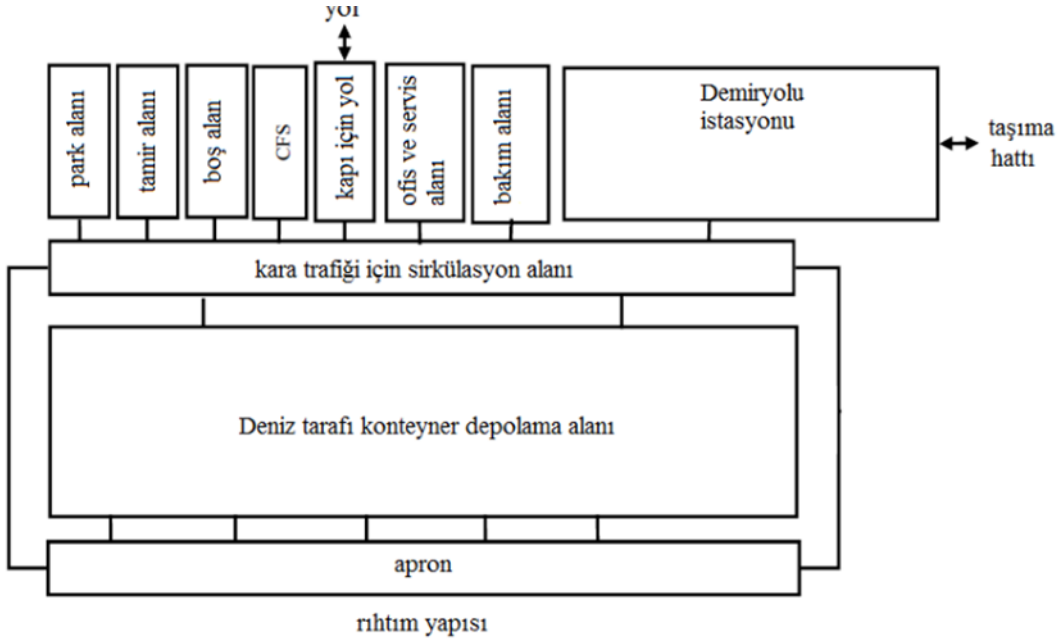 yol
park alanı
tamir alanı
boş alan
CFS
kapı için yol
ofis ve servis
alanı
bakım alanı
Demiryolu
istasyonu
taşıma
hattı
kara trafiği için sirkülasyon alanı
Deniz tarafı konteyner depolama alanı
apron
rıhtım yapısı